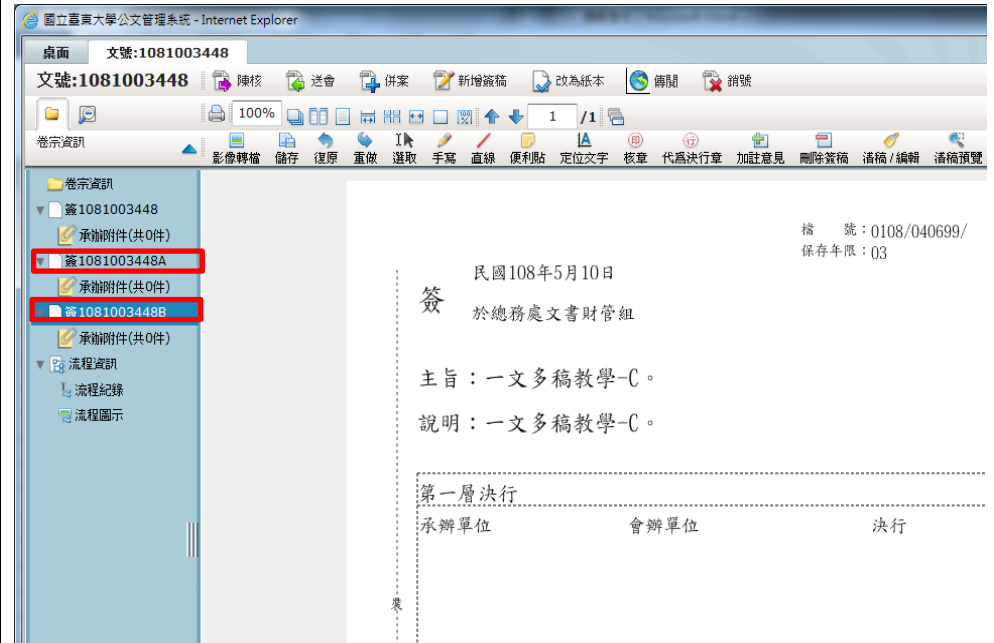 國立臺東大學公文管理系統 - Internet Explorer
桌面 文號:1081003448
文號:1081003448 陳核 送會 併案 新增簽稿 改為紙本 傳閱 銷號
100% 1 /1
卷宗資訊
影像轉檔 儲存 復原 重做 選取 手寫 直線 便利貼 定位文字 核章 代為決行章 加註意見 刪除簽稿 清稿/編輯 清稿預覽
卷宗資訊
簽1081003448
承辦附件(共0件)
簽1081003448A
承辦附件(共0件)
簽1081003448B
承辦附件(共0件)
流程資訊
流程紀錄
流程圖示
檔 號：0108/040699/
保存年限：03
民國108年5月10日
簽
於總務處文書財管組
主旨：一文多稿教學-C。
說明：一文多稿教學-C。
第一層決行
承辦單位 會辦單位 決行
裝